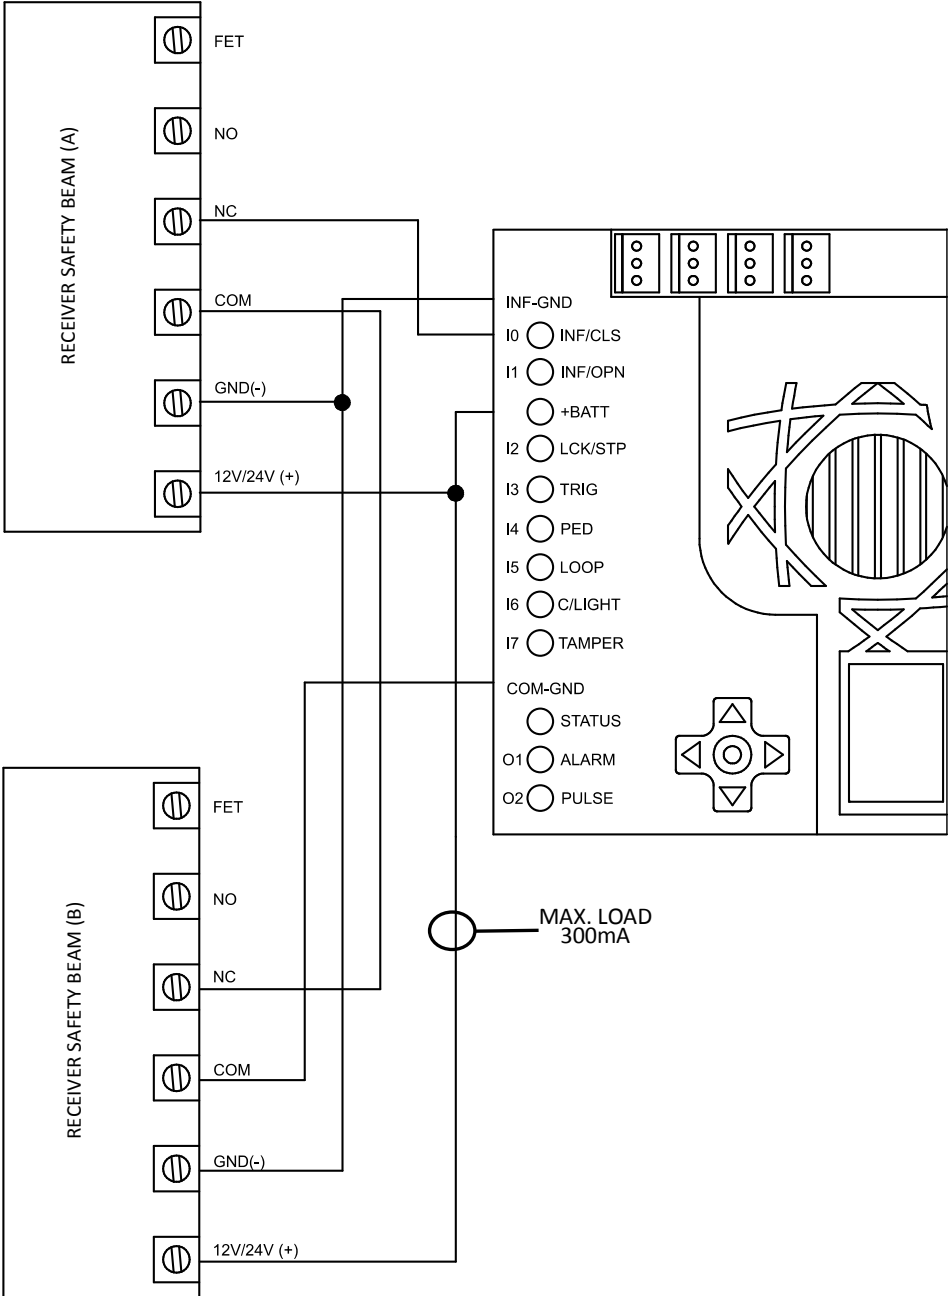 RECEIVER SAFETY BEAM (A)
FET
NO
NC
COM
GND(-)
12V/24V (+)
INF-GND
I0 INF/CLS
I1 INF/OPN
+BATT
I2 LCK/STP
I3 TRIG
I4 PED
I5 LOOP
I6 C/LIGHT
I7 TAMPER
COM-GND
STATUS
O1 ALARM
O2 PULSE
RECEIVER SAFETY BEAM (B)
FET
NO
NC
COM
GND(-)
12V/24V (+)
MAX. LOAD
300mA